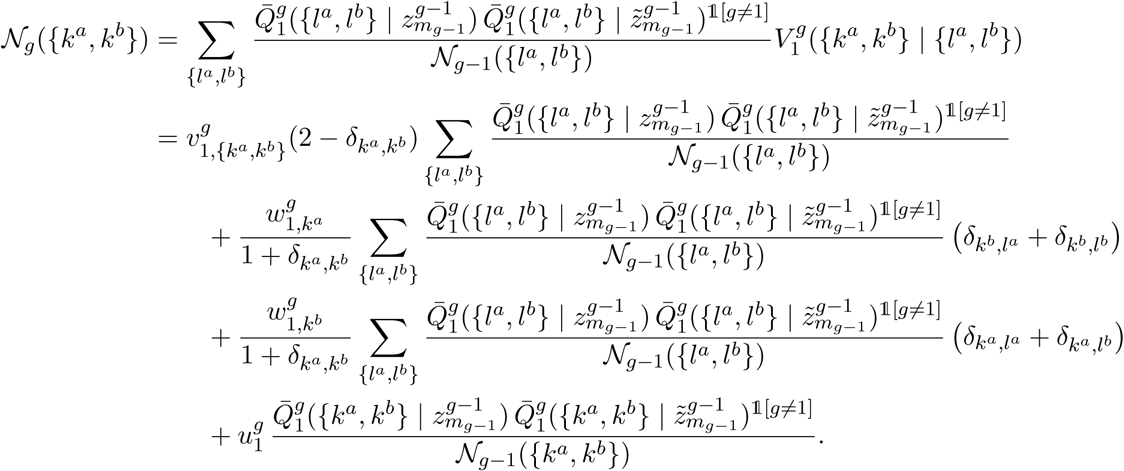 \mathcal{N}_g(\{k^a, k^b\}) = \sum_{\{l^a, l^b\}} \frac{\bar{Q}_1^g(\{l^a, l^b\} \mid z_{m_{g-1}}^{g-1}) \, \bar{Q}_1^g(\{l^a, l^b\} \mid \tilde{z}_{m_{g-1}}^{g-1})^{\mathbb{1}[g \neq 1]}}{\mathcal{N}_{g-1}(\{l^a, l^b\})} V_1^g(\{k^a, k^b\} \mid \{l^a, l^b\})
= v_{1,\{k^a, k^b\}}^g (2 - \delta_{k^a, k^b}) \sum_{\{l^a, l^b\}} \frac{\bar{Q}_1^g(\{l^a, l^b\} \mid z_{m_{g-1}}^{g-1}) \, \bar{Q}_1^g(\{l^a, l^b\} \mid \tilde{z}_{m_{g-1}}^{g-1})^{\mathbb{1}[g \neq 1]}}{\mathcal{N}_{g-1}(\{l^a, l^b\})}
+ \frac{w_{1,k^a}^g}{1 + \delta_{k^a, k^b}} \sum_{\{l^a, l^b\}} \frac{\bar{Q}_1^g(\{l^a, l^b\} \mid z_{m_{g-1}}^{g-1}) \, \bar{Q}_1^g(\{l^a, l^b\} \mid \tilde{z}_{m_{g-1}}^{g-1})^{\mathbb{1}[g \neq 1]}}{\mathcal{N}_{g-1}(\{l^a, l^b\})} (\delta_{k^b, l^a} + \delta_{k^b, l^b})
+ \frac{w_{1,k^b}^g}{1 + \delta_{k^a, k^b}} \sum_{\{l^a, l^b\}} \frac{\bar{Q}_1^g(\{l^a, l^b\} \mid z_{m_{g-1}}^{g-1}) \, \bar{Q}_1^g(\{l^a, l^b\} \mid \tilde{z}_{m_{g-1}}^{g-1})^{\mathbb{1}[g \neq 1]}}{\mathcal{N}_{g-1}(\{l^a, l^b\})} (\delta_{k^a, l^a} + \delta_{k^a, l^b})
+ u_1^g \frac{\bar{Q}_1^g(\{k^a, k^b\} \mid z_{m_{g-1}}^{g-1}) \, \bar{Q}_1^g(\{k^a, k^b\} \mid \tilde{z}_{m_{g-1}}^{g-1})^{\mathbb{1}[g \neq 1]}}{\mathcal{N}_{g-1}(\{k^a, k^b\})}.